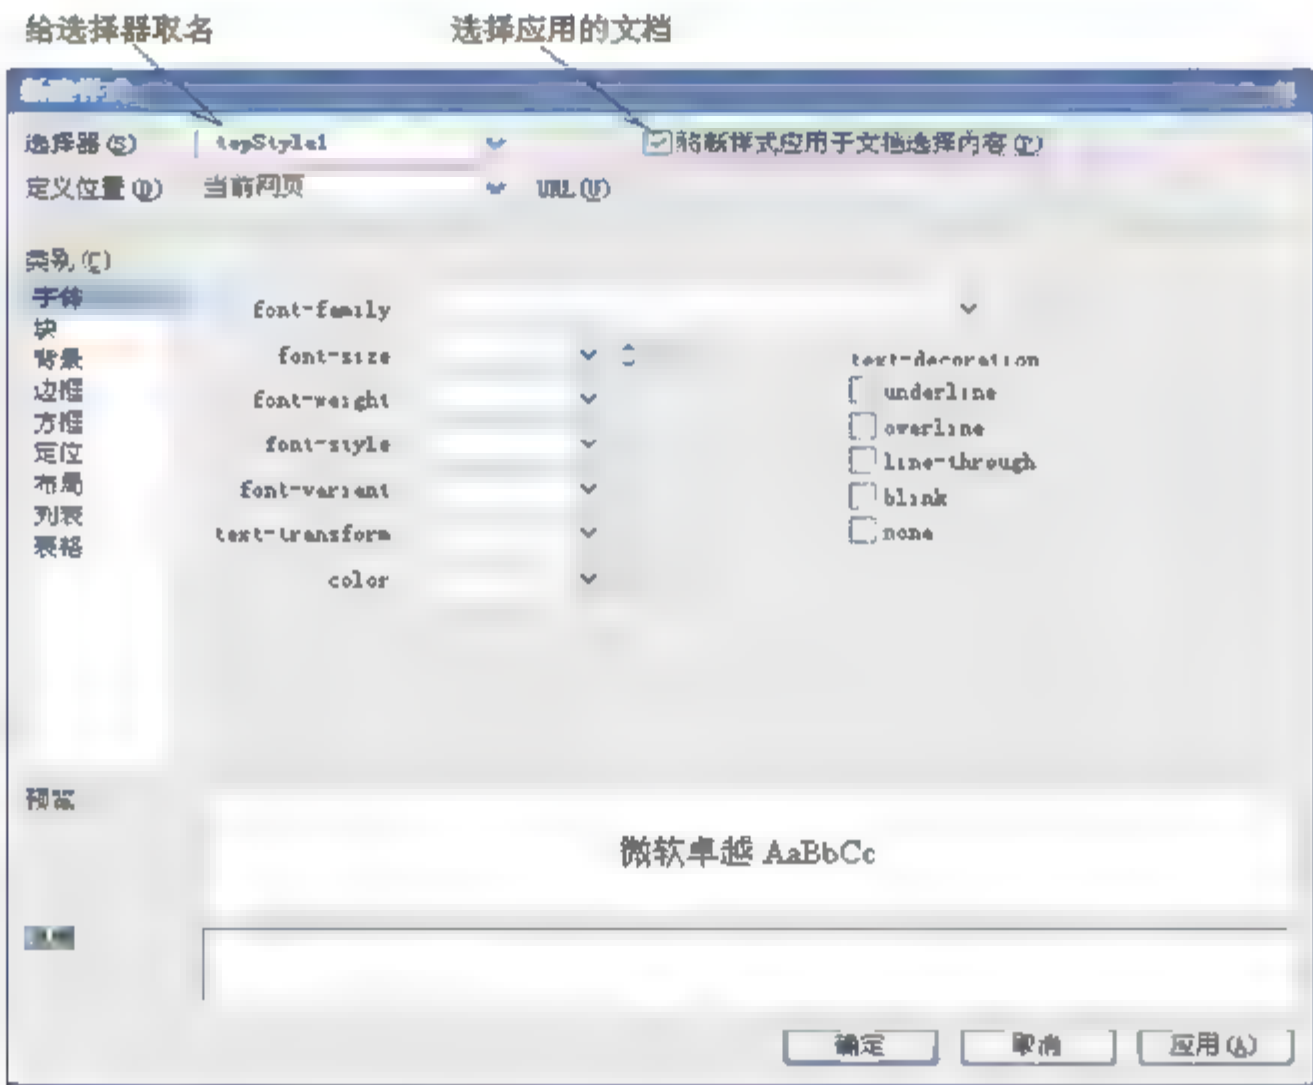 给选择器取名 选择应用的文档
选择器(S) 将新样式应用于文档选择内容(P)
定义位置(D) 当前网页 URL(U)
类别(C)
字体 font-family
块 font-size
背景 font-weight
边框 font-style
方框 font-variant
定位 text-transform
布局 color
列表
表格
text-decoration
underline
overline
line-through
blink
none
预览
微软卓越 AaBbCc
确定 取消 应用(A)